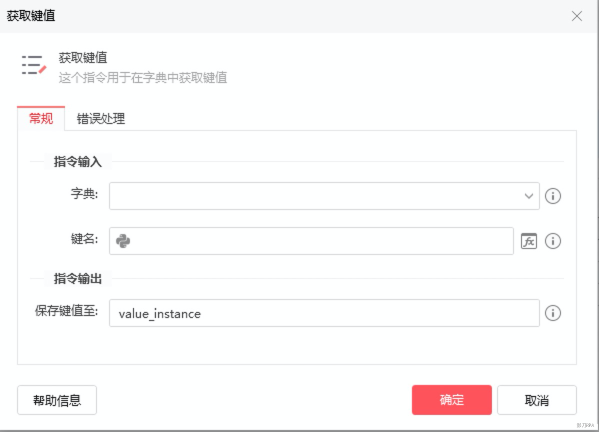 获取键值
获取键值
这个指令用于在字典中获取键值
常规 错误处理
指令输入
字典:
键名: fx
指令输出
保存键值至: value_instance
帮助信息 确定 取消